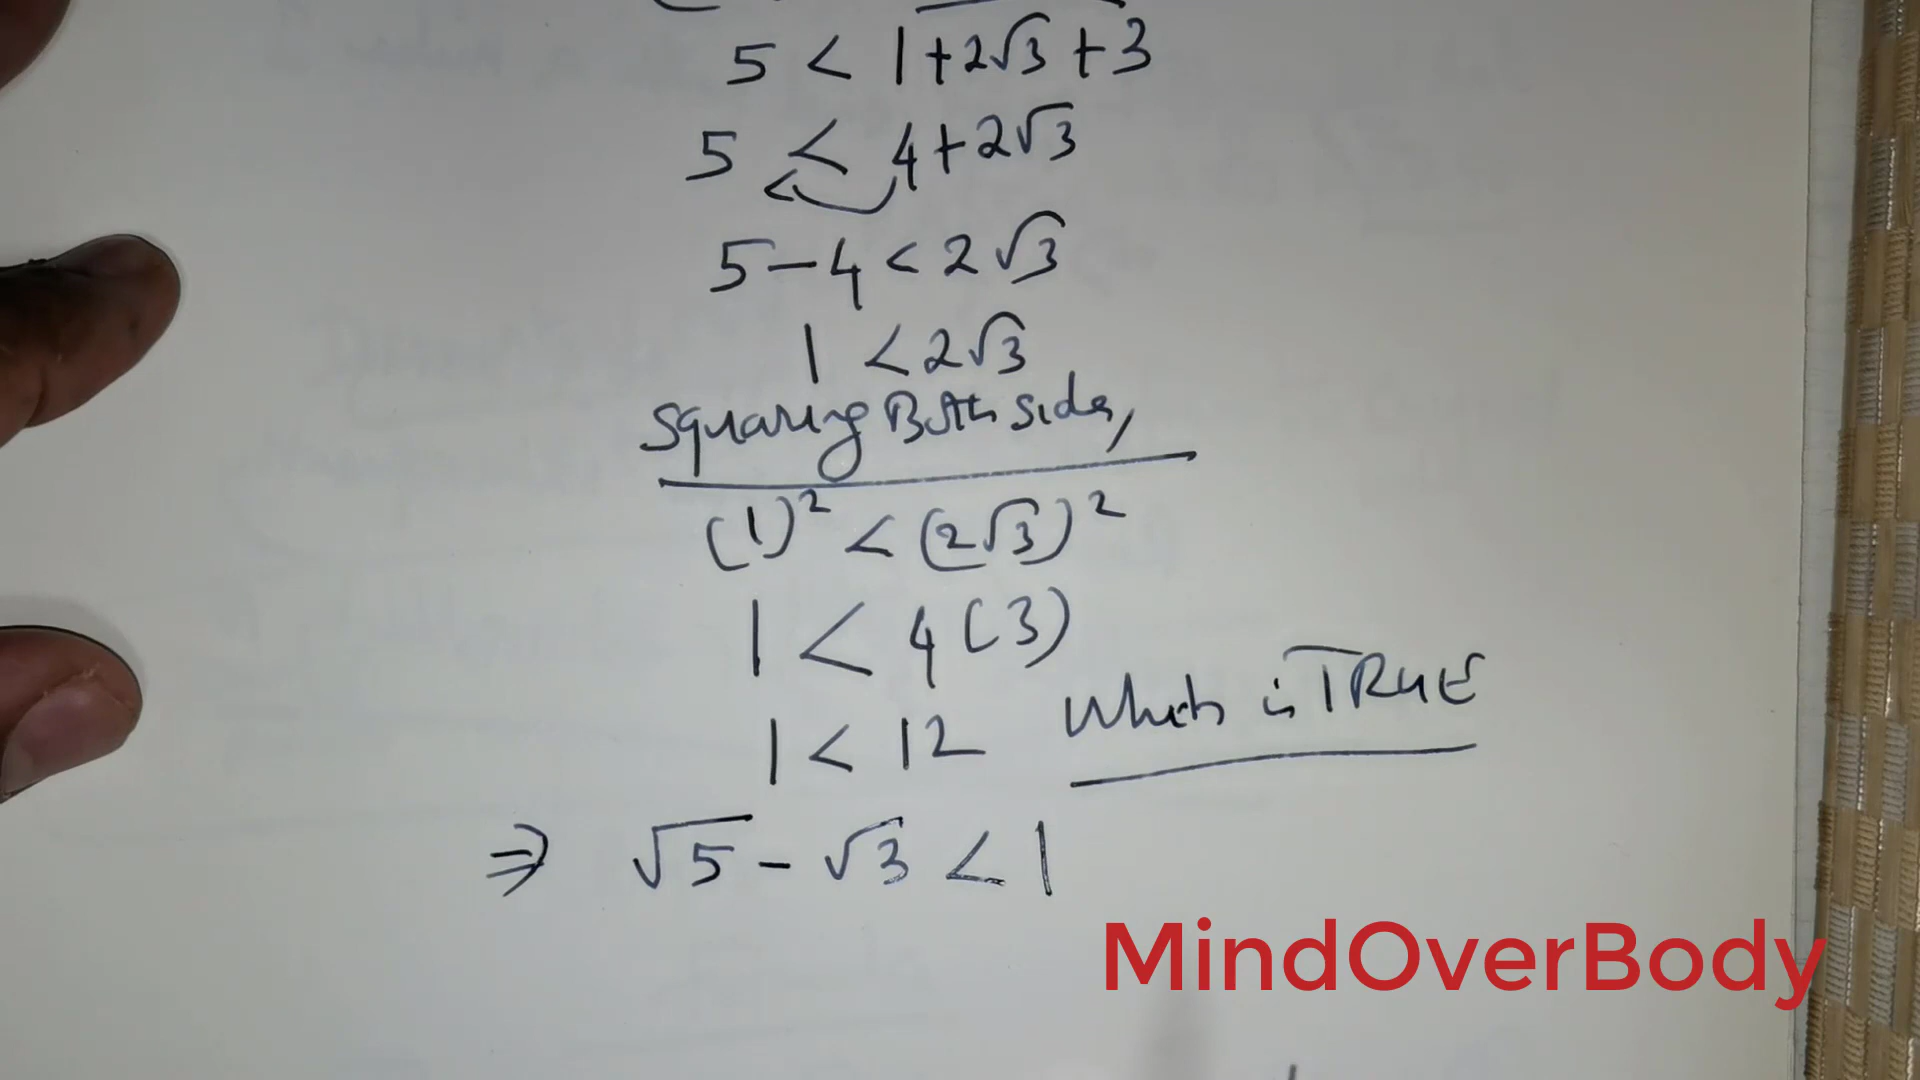 5 < 1+2√3+3
5 < 4+2√3
5-4 < 2√3
1 < 2√3
Squaring Both sides,
(1)² < (2√3)²
1 < 4(3)
1 < 12 Which is TRUE
⇒ √5 - √3 < 1
MindOverBody